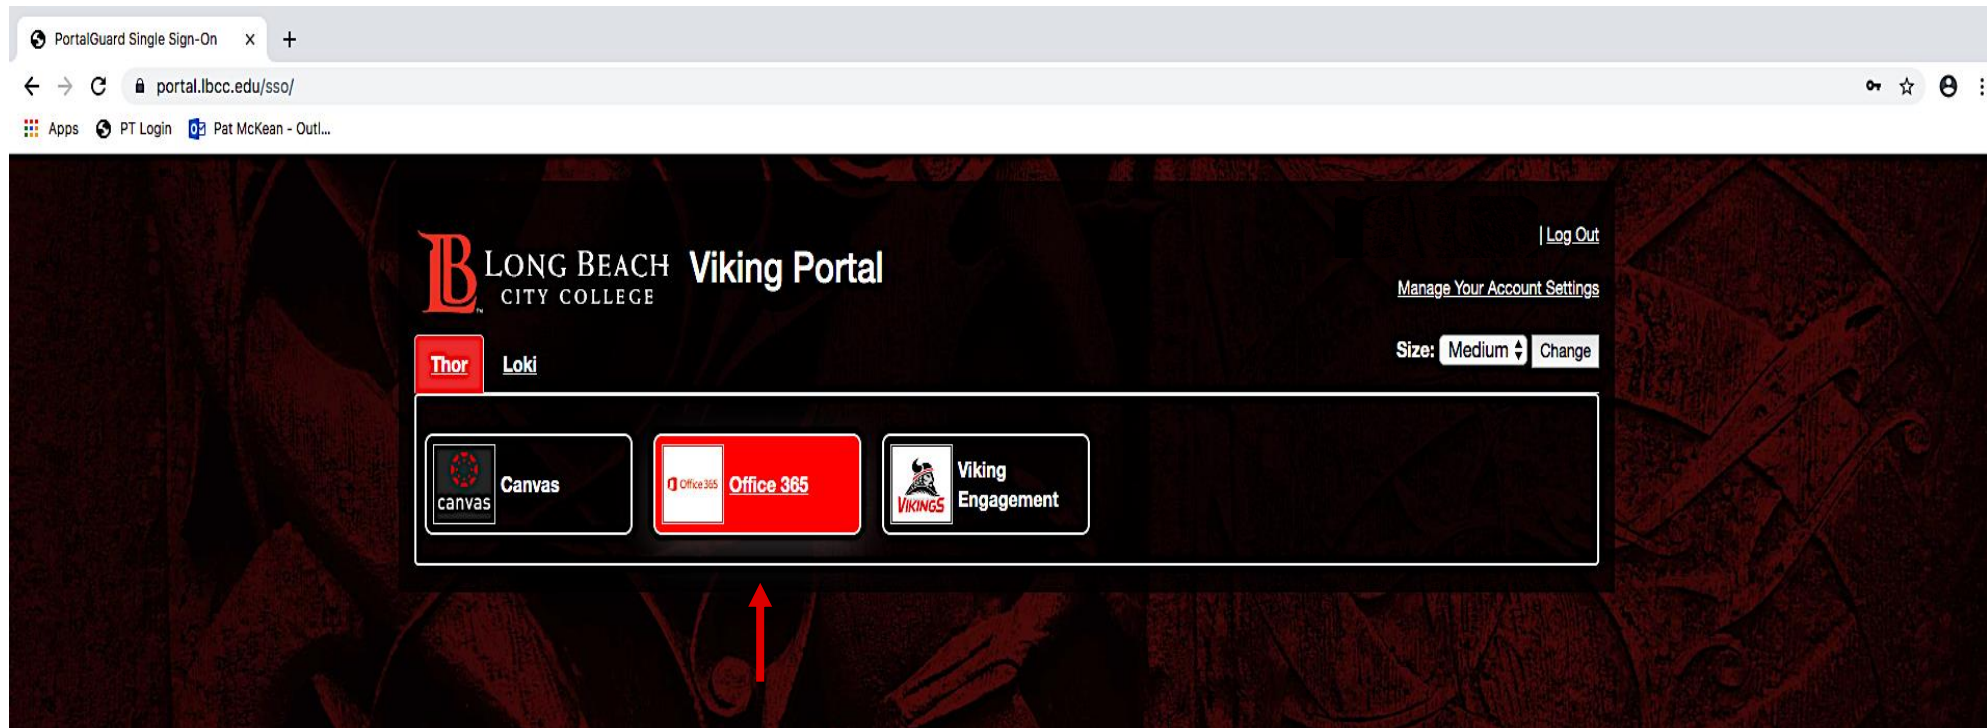 PortalGuard Single Sign-On
portal.lbcc.edu/sso/
Apps PT Login Pat McKean - Outl...
LB LONG BEACH CITY COLLEGE
Viking Portal
| Log Out
Manage Your Account Settings
Thor Loki
Size: Medium Change
canvas Canvas
Office 365 Office 365
VIKINGS Viking
Engagement